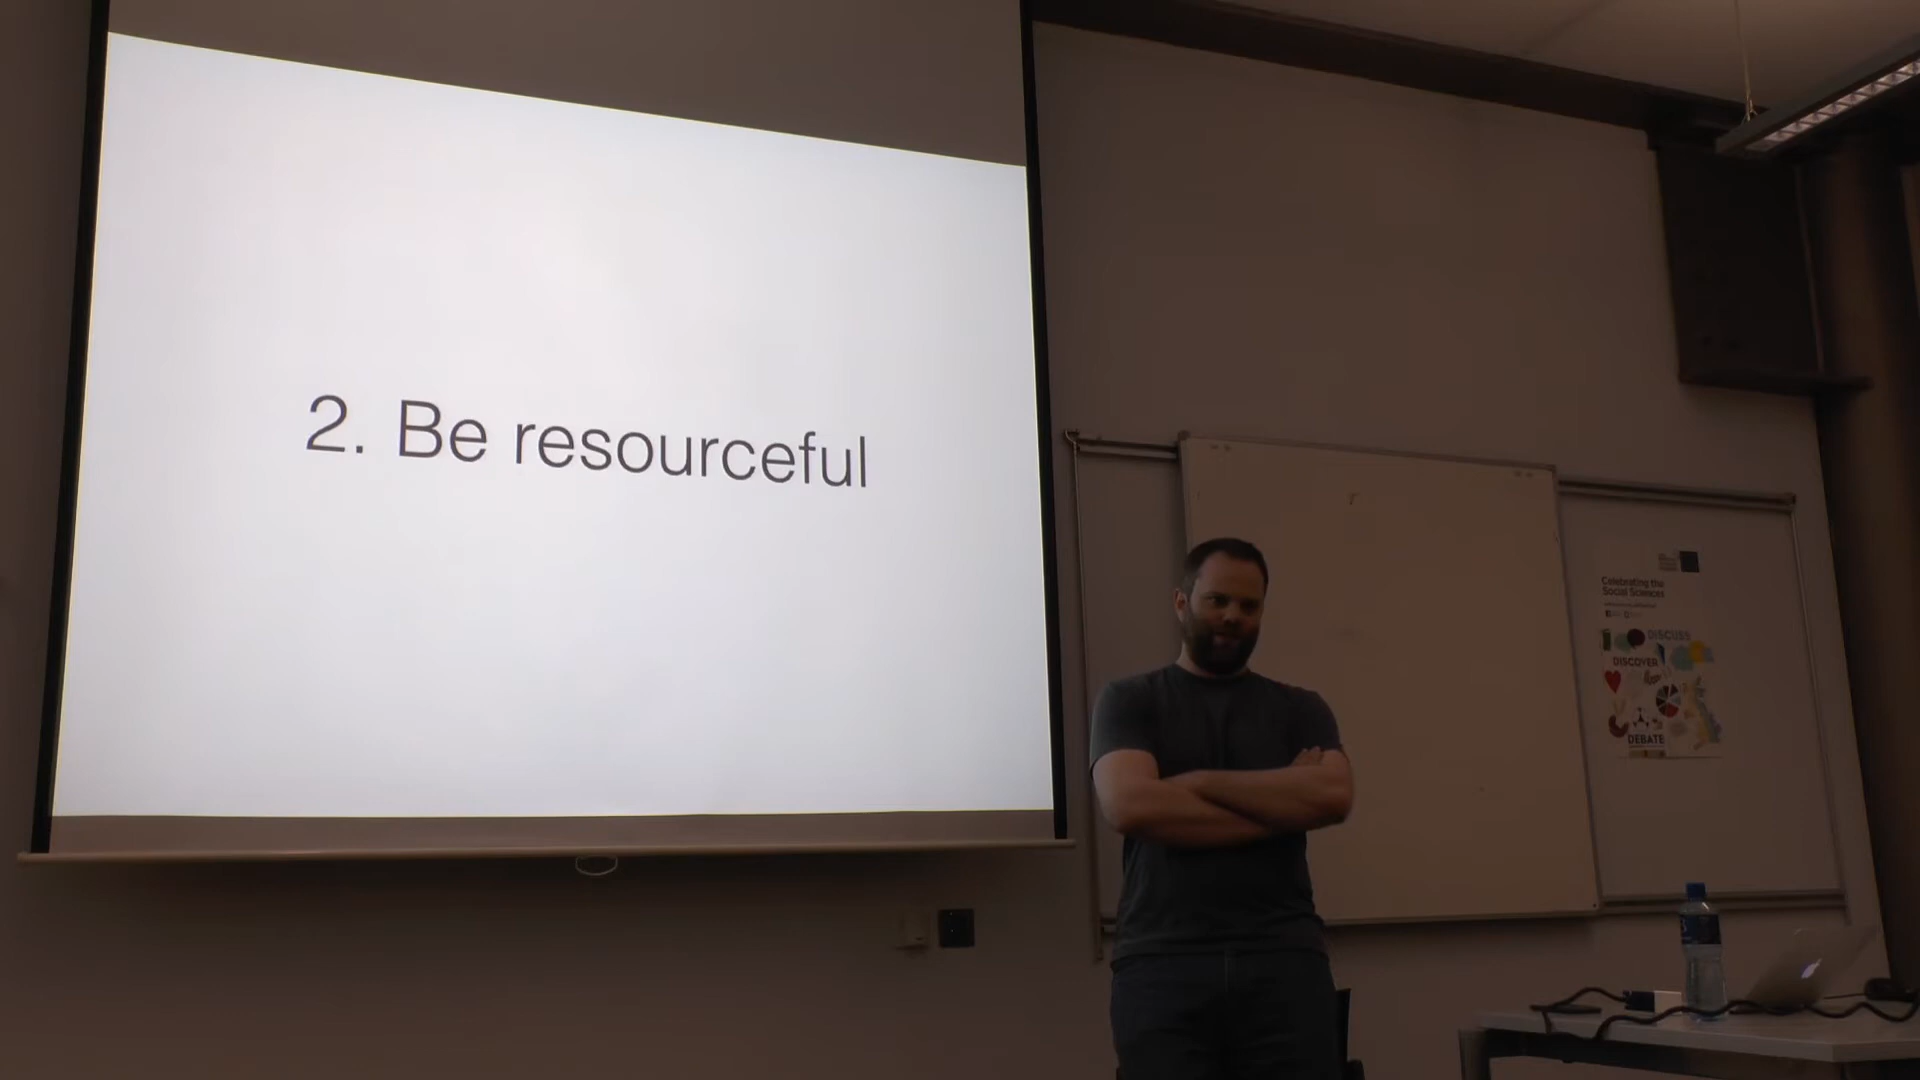 2. Be resourceful
Celebrating the
Social Sciences
DISCUSS
DISCOVER
DEBATE